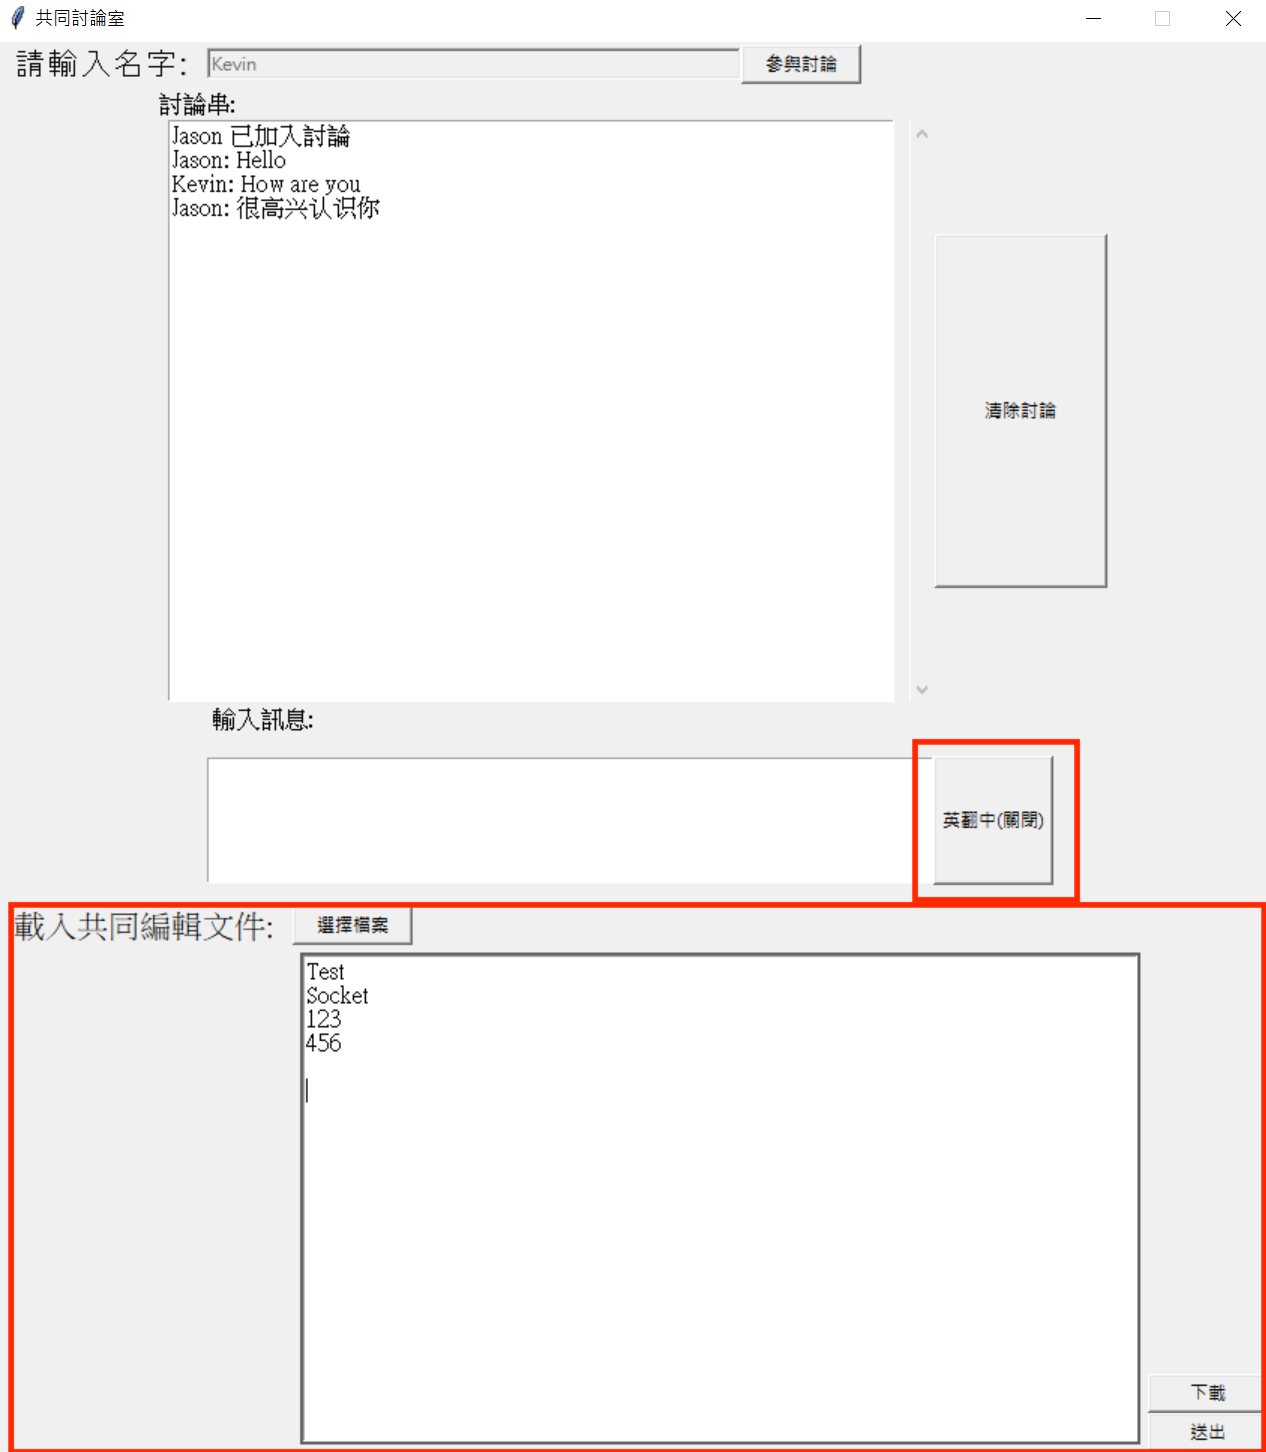 共同討論室
請輸入名字: Kevin 參與討論
討論串:
Jason 已加入討論
Jason: Hello
Kevin: How are you
Jason: 很高兴认识你
清除討論
輸入訊息:
英翻中(關閉)
載入共同編輯文件: 選擇檔案
Test
Socket
123
456
下載
送出